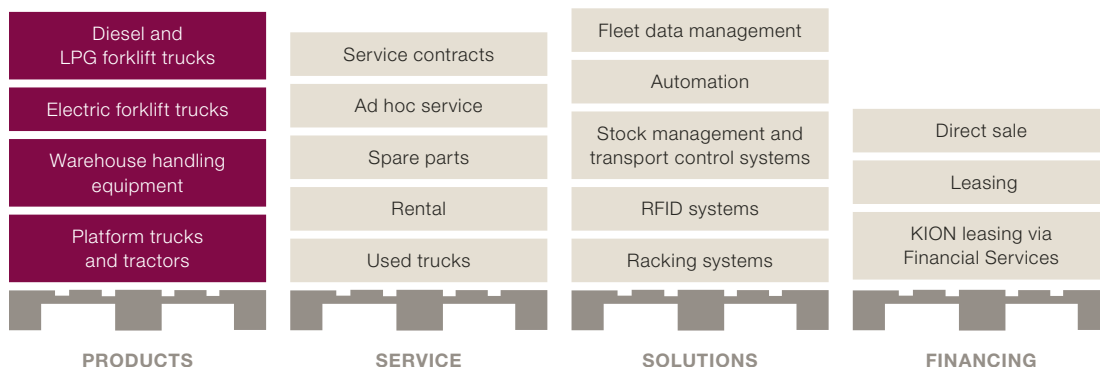 Diesel and
LPG forklift trucks
Electric forklift trucks
Warehouse handling
equipment
Platform trucks
and tractors
PRODUCTS
Service contracts
Ad hoc service
Spare parts
Rental
Used trucks
SERVICE
Fleet data management
Automation
Stock management and
transport control systems
RFID systems
Racking systems
SOLUTIONS
Direct sale
Leasing
KION leasing via
Financial Services
FINANCING